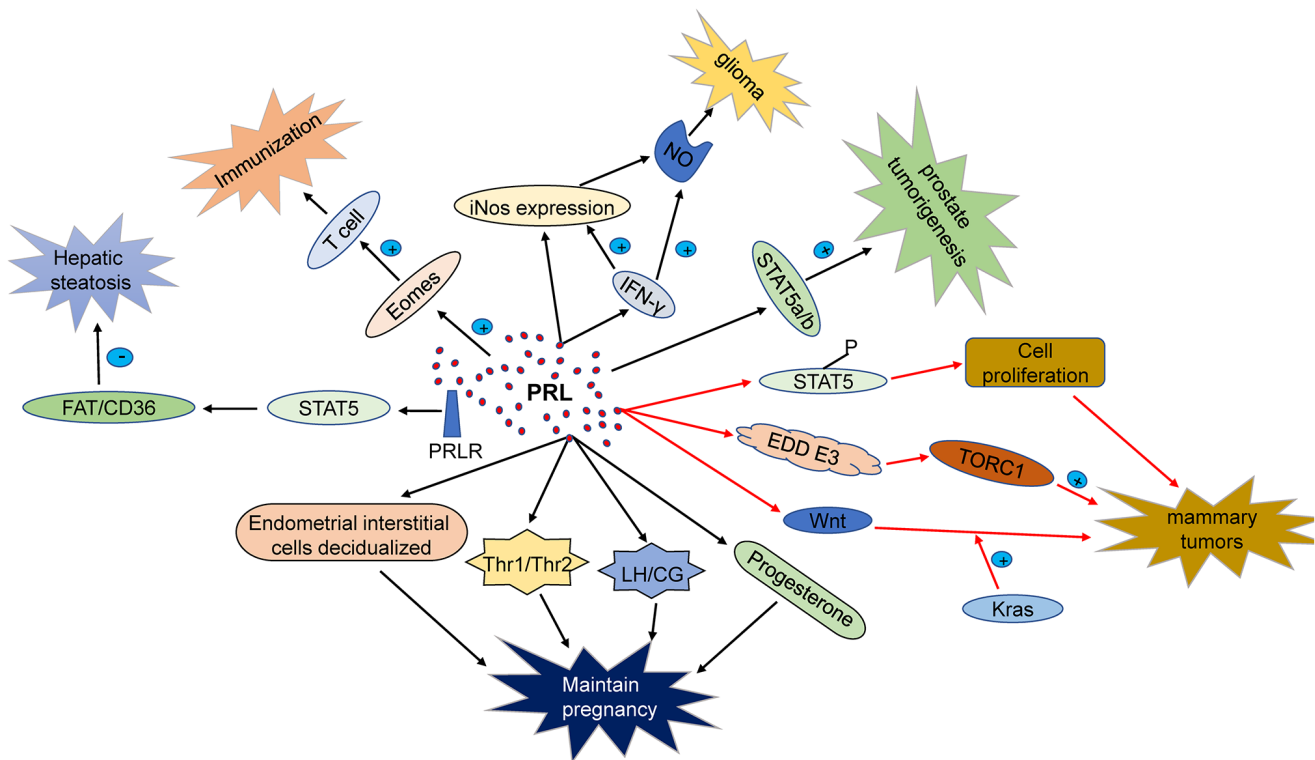 glioma
Immunization
NO
prostate
tumorigenesis
iNos expression
T cell
+
+
+
+
Hepatic
steatosis
Eomes
IFN-γ
STAT5a/b
+
P
-
PRL
STAT5
Cell
proliferation
FAT/CD36
STAT5
PRLR
EDD E3
TORC1
+
Endometrial interstitial
cells decidualized
Wnt
mammary
tumors
Thr1/Thr2
LH/CG
Progesterone
+
Kras
Maintain
pregnancy